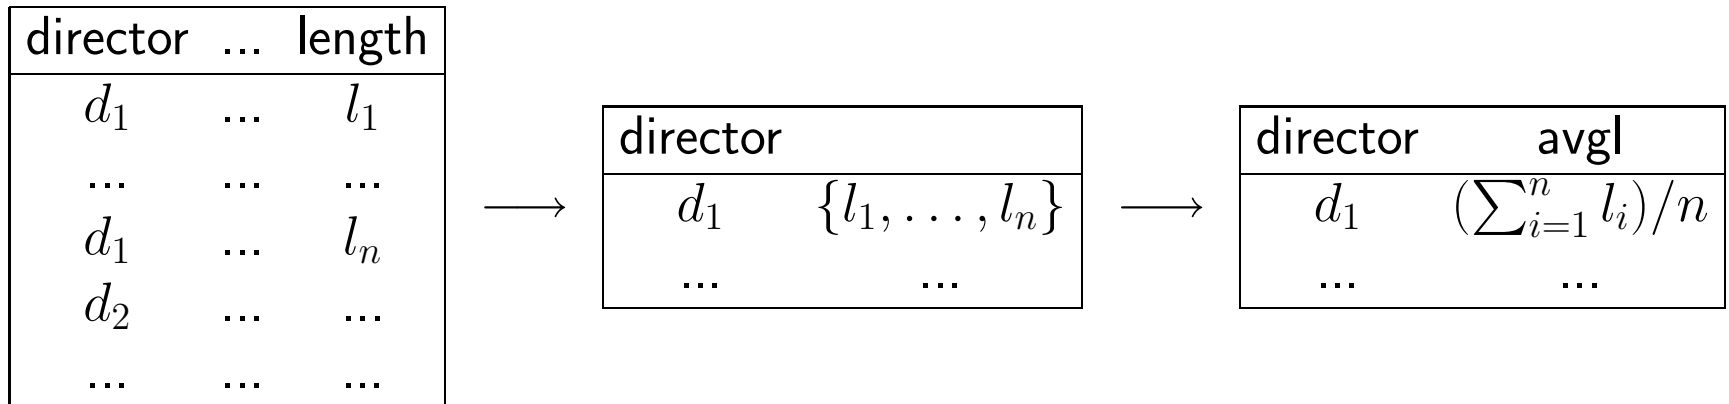 director ... length
d₁ ... l₁
... ... ...
d₁ ... lₙ
d₂ ... ...
... ... ...
⟶
director
d₁ {l₁, . . . , lₙ}
... ...
⟶
director avgl
d₁ (∑ⁿᵢ₌₁ lᵢ)/n
... ...